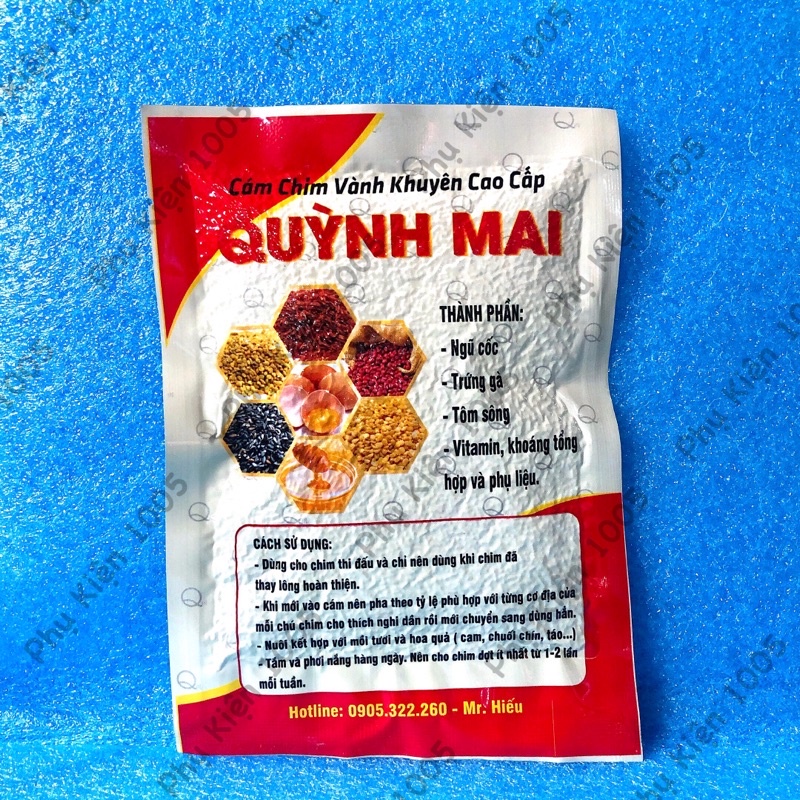 Phụ Kiện 1005
Cám Chim Vành Khuyên Cao Cấp
QUỲNH MAI
THÀNH PHẦN:
- Ngũ cốc
- Trứng gà
- Tôm sông
- Vitamin, khoáng tổng
hợp và phụ liệu.
CÁCH SỬ DỤNG:
- Dùng cho chim thi đấu và chỉ nên dùng khi chim đã
thay lông hoàn thiện.
- Khi mới vào cám nên pha theo tỷ lệ phù hợp với từng cơ địa của
mỗi chú chim cho thích nghi dần rồi mới chuyển sang dùng hẳn.
- Nuôi kết hợp với mồi tươi và hoa quả ( cam, chuối chín, táo...)
- Tắm và phơi nắng hàng ngày. Nên cho chim dợt ít nhất từ 1-2 lần
mỗi tuần.
Hotline: 0905.322.260 - Mr. Hiếu